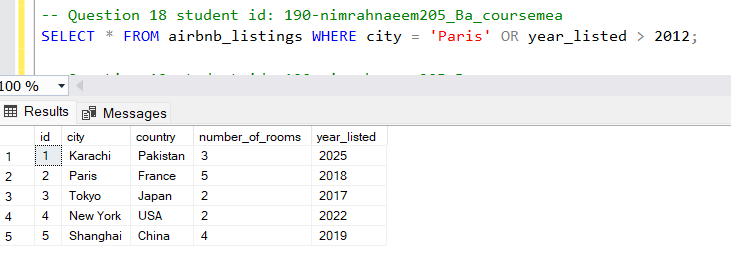 -- Question 18 student id: 190-nimrahnaeem205_Ba_coursemea
SELECT * FROM airbnb_listings WHERE city = 'Paris' OR year_listed > 2012;
100 %
Results Messages
id city country number_of_rooms year_listed
1 1 Karachi Pakistan 3 2025
2 2 Paris France 5 2018
3 3 Tokyo Japan 2 2017
4 4 New York USA 2 2022
5 5 Shanghai China 4 2019